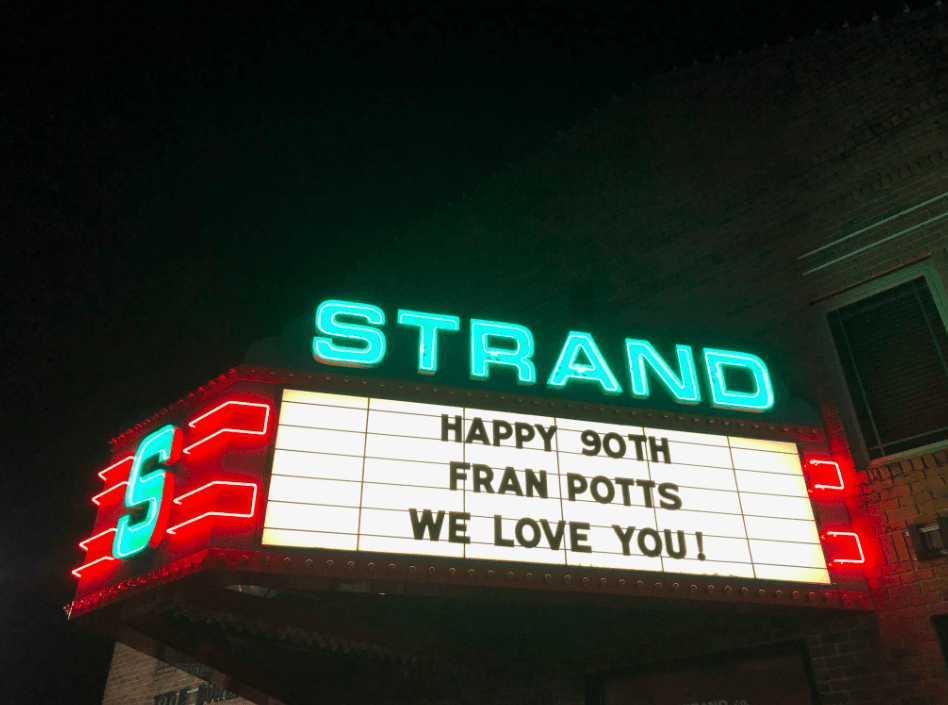 STRAND
S
HAPPY 90TH
FRAN POTTS
WE LOVE YOU!